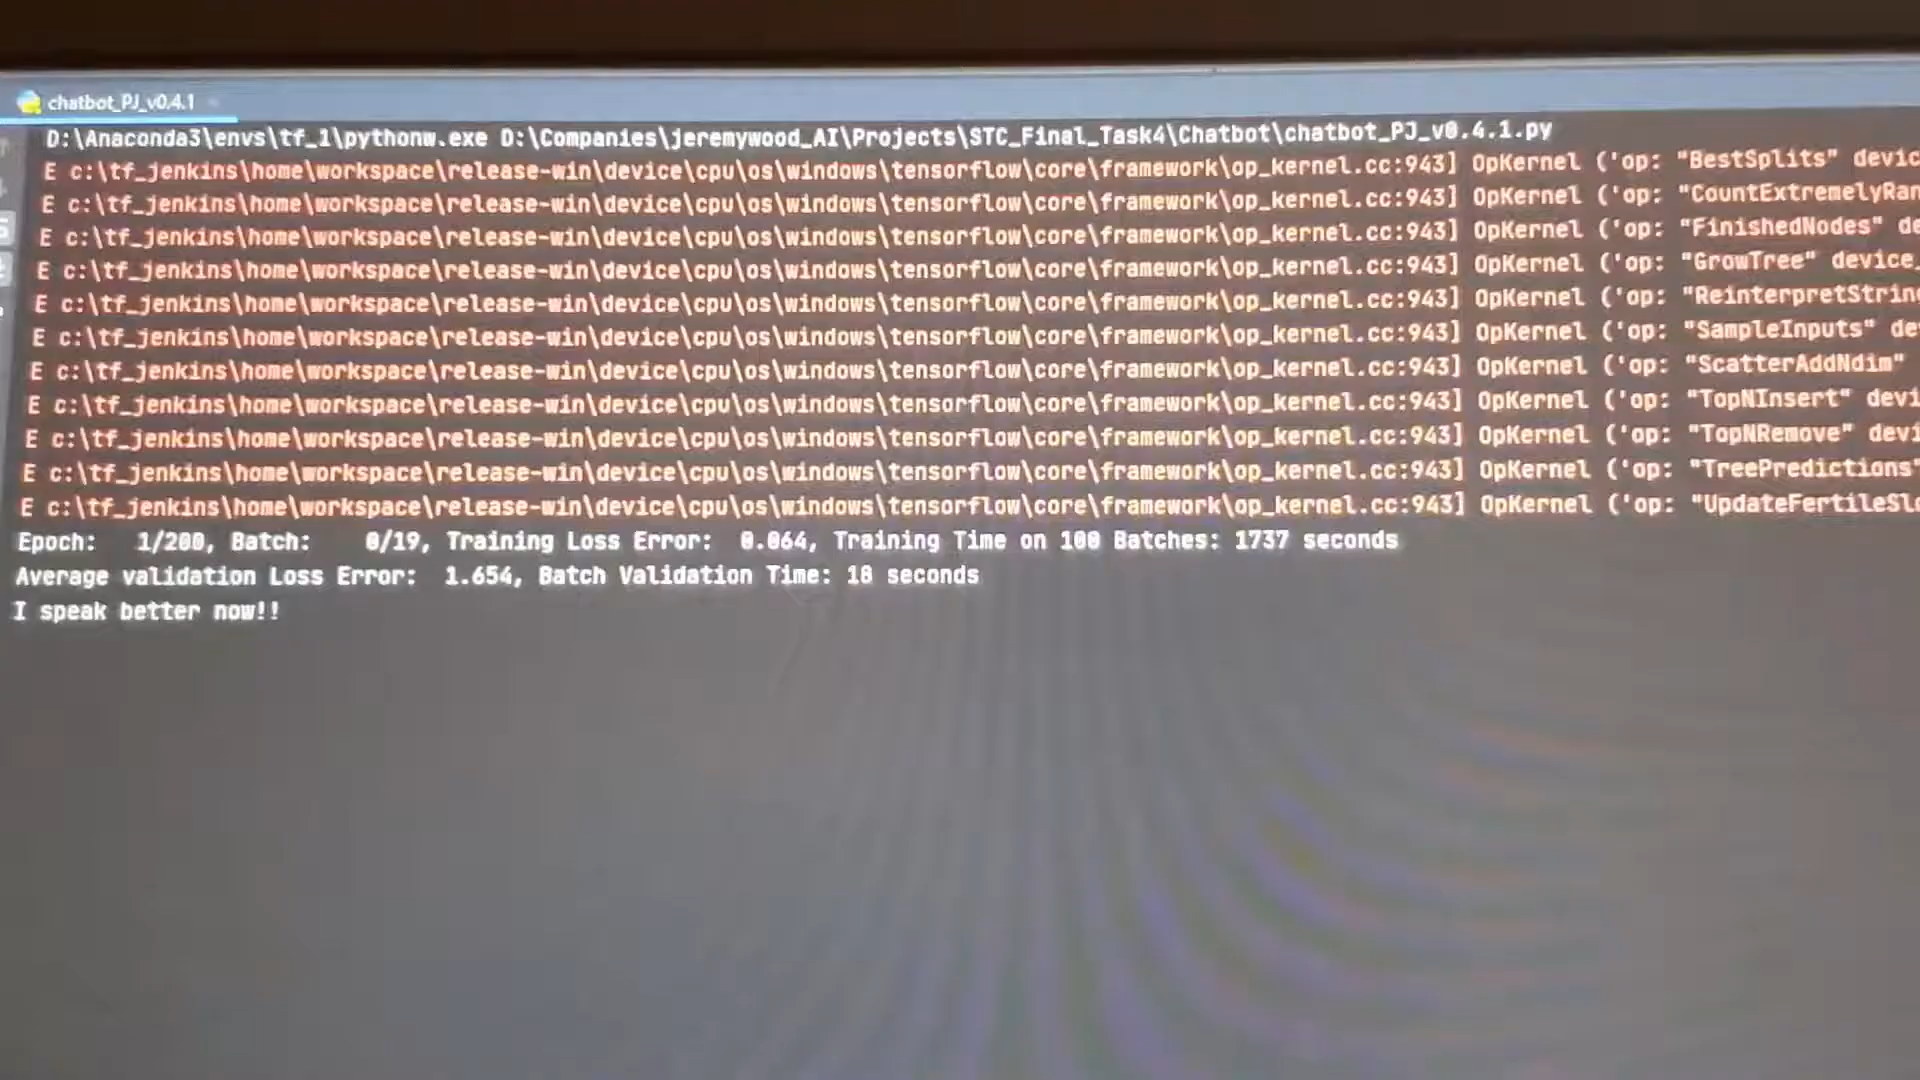 chatbot_PJ_v0.4.1
D:\Anaconda3\envs\tf_1\pythonw.exe D:\Companies\jeremywood_AI\Projects\STC_Final_Task4\Chatbot\chatbot_PJ_v0.4.1.py
E c:\tf_jenkins\home\workspace\release-win\device\cpu\os\windows\tensorflow\core\framework\op_kernel.cc:943] OpKernel ('op: "BestSplits" devic
E c:\tf_jenkins\home\workspace\release-win\device\cpu\os\windows\tensorflow\core\framework\op_kernel.cc:943] OpKernel ('op: "CountExtremelyRan
E c:\tf_jenkins\home\workspace\release-win\device\cpu\os\windows\tensorflow\core\framework\op_kernel.cc:943] OpKernel ('op: "FinishedNodes" de
E c:\tf_jenkins\home\workspace\release-win\device\cpu\os\windows\tensorflow\core\framework\op_kernel.cc:943] OpKernel ('op: "GrowTree" device_
E c:\tf_jenkins\home\workspace\release-win\device\cpu\os\windows\tensorflow\core\framework\op_kernel.cc:943] OpKernel ('op: "ReinterpretString
E c:\tf_jenkins\home\workspace\release-win\device\cpu\os\windows\tensorflow\core\framework\op_kernel.cc:943] OpKernel ('op: "SampleInputs" de
E c:\tf_jenkins\home\workspace\release-win\device\cpu\os\windows\tensorflow\core\framework\op_kernel.cc:943] OpKernel ('op: "ScatterAddNdim"
E c:\tf_jenkins\home\workspace\release-win\device\cpu\os\windows\tensorflow\core\framework\op_kernel.cc:943] OpKernel ('op: "TopNInsert" devi
E c:\tf_jenkins\home\workspace\release-win\device\cpu\os\windows\tensorflow\core\framework\op_kernel.cc:943] OpKernel ('op: "TopNRemove" devi
E c:\tf_jenkins\home\workspace\release-win\device\cpu\os\windows\tensorflow\core\framework\op_kernel.cc:943] OpKernel ('op: "TreePredictions"
E c:\tf_jenkins\home\workspace\release-win\device\cpu\os\windows\tensorflow\core\framework\op_kernel.cc:943] OpKernel ('op: "UpdateFertileSlo
Epoch: 1/200, Batch: 0/19, Training Loss Error: 0.064, Training Time on 100 Batches: 1737 seconds
Average validation Loss Error: 1.654, Batch Validation Time: 18 seconds
I speak better now!!